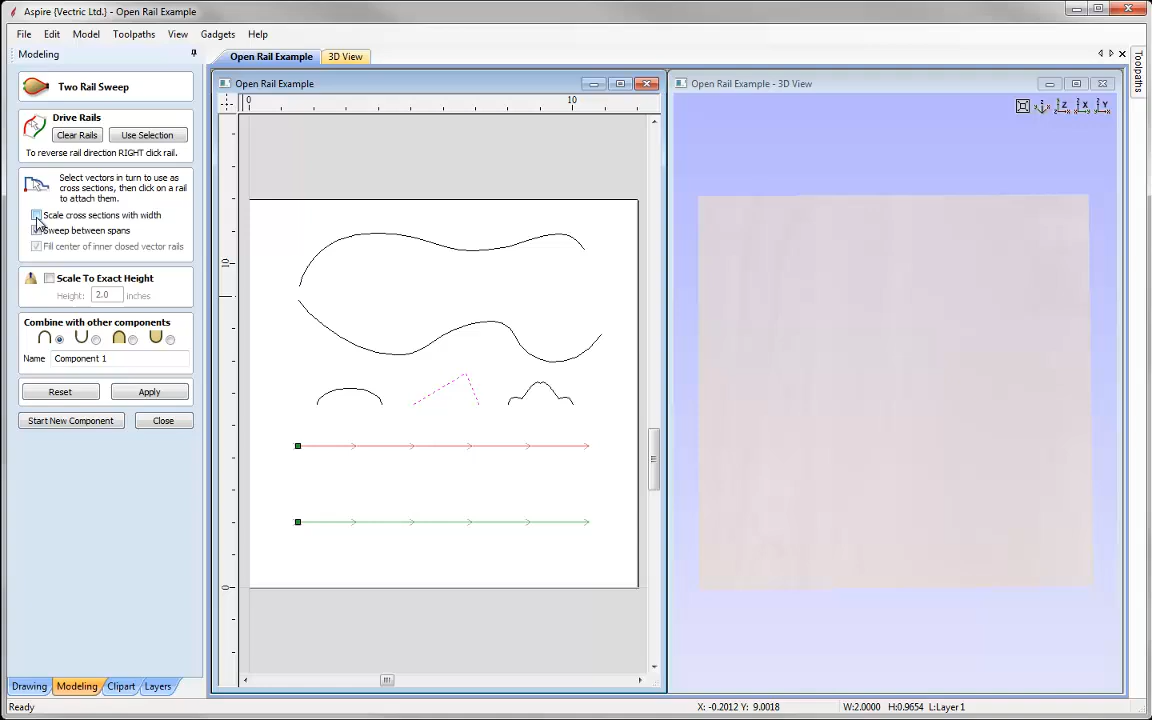 Aspire {Vectric Ltd.} - Open Rail Example
File Edit Model Toolpaths View Gadgets Help
Modeling
Open Rail Example 3D View
Toolpaths
Two Rail Sweep
Drive Rails
Clear Rails Use Selection
To reverse rail direction RIGHT click rail.
Select vectors in turn to use as
cross sections, then click on a rail
to attach them.
Scale cross sections with width
Sweep between spans
Fill center of inner closed vector rails
Scale To Exact Height
Height: 2.0 inches
Combine with other components
Name Component 1
Reset Apply
Start New Component Close
Drawing Modeling Clipart Layers
Open Rail Example
0 10
10
0
Open Rail Example - 3D View
Z X Y
Ready
X: -0.2012 Y: 9.0018
W:2.0000 H:0.9654 L:Layer 1